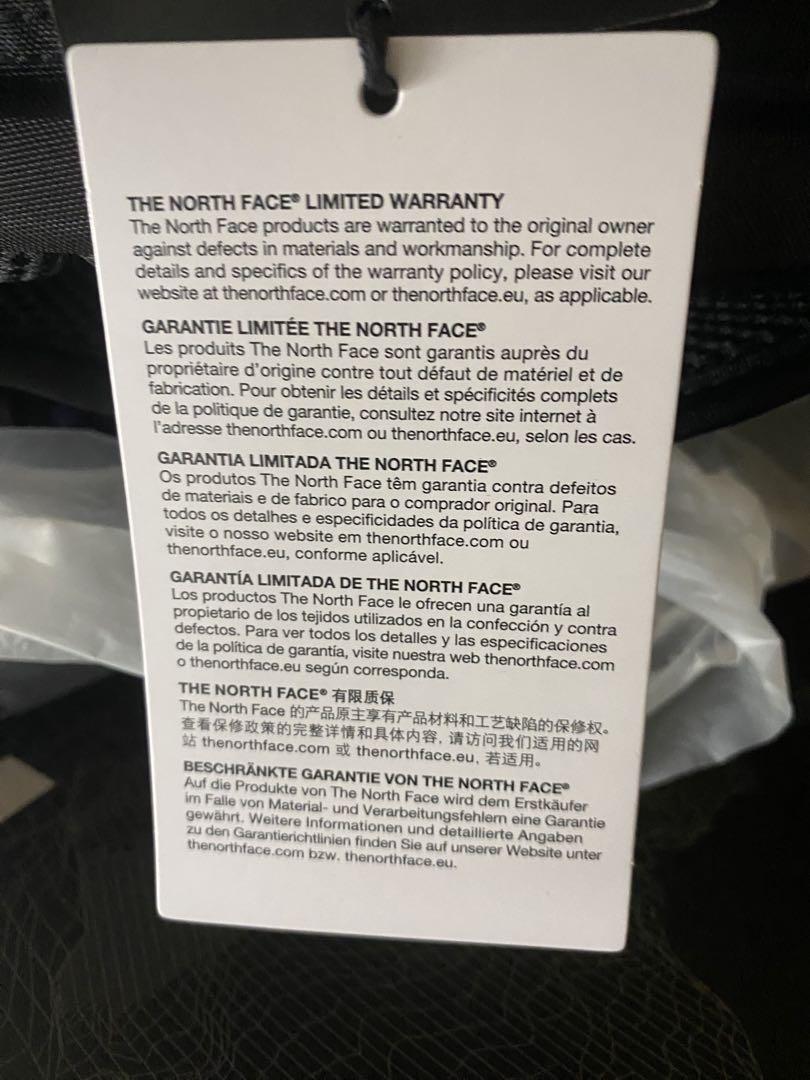 THE NORTH FACE® LIMITED WARRANTY
The North Face products are warranted to the original owner
against defects in materials and workmanship. For complete
details and specifics of the warranty policy, please visit our
website at thenorthface.com or thenorthface.eu, as applicable.
GARANTIE LIMITÉE THE NORTH FACE®
Les produits The North Face sont garantis auprès du
propriétaire d'origine contre tout défaut de matériel et de
fabrication. Pour obtenir les détails et spécificités complets
de la politique de garantie, consultez notre site internet à
l'adresse thenorthface.com ou thenorthface.eu, selon les cas.
GARANTIA LIMITADA THE NORTH FACE®
Os produtos The North Face têm garantia contra defeitos
de materiais e de fabrico para o comprador original. Para
todos os detalhes e especificidades da política de garantia,
visite o nosso website em thenorthface.com ou
thenorthface.eu, conforme aplicável.
GARANTÍA LIMITADA DE THE NORTH FACE®
Los productos The North Face le ofrecen una garantía al
propietario de los tejidos utilizados en la confección y contra
defectos. Para ver todos los detalles y las especificaciones
de la política de garantía, visite nuestra web thenorthface.com
o thenorthface.eu según corresponda.
THE NORTH FACE® 有限质保
The North Face 的产品原主享有产品材料和工艺缺陷的保修权。
查看保修政策的完整详情和具体内容, 请访问我们适用的网
站 thenorthface.com 或 thenorthface.eu, 若适用。
BESCHRÄNKTE GARANTIE VON THE NORTH FACE®
Auf die Produkte von The North Face wird dem Erstkäufer
im Falle von Material- und Verarbeitungsfehlern eine Garantie
gewährt. Weitere Informationen und detaillierte Angaben
zu den Garantierichtlinien finden Sie auf unserer Website unter
thenorthface.com bzw. thenorthface.eu.